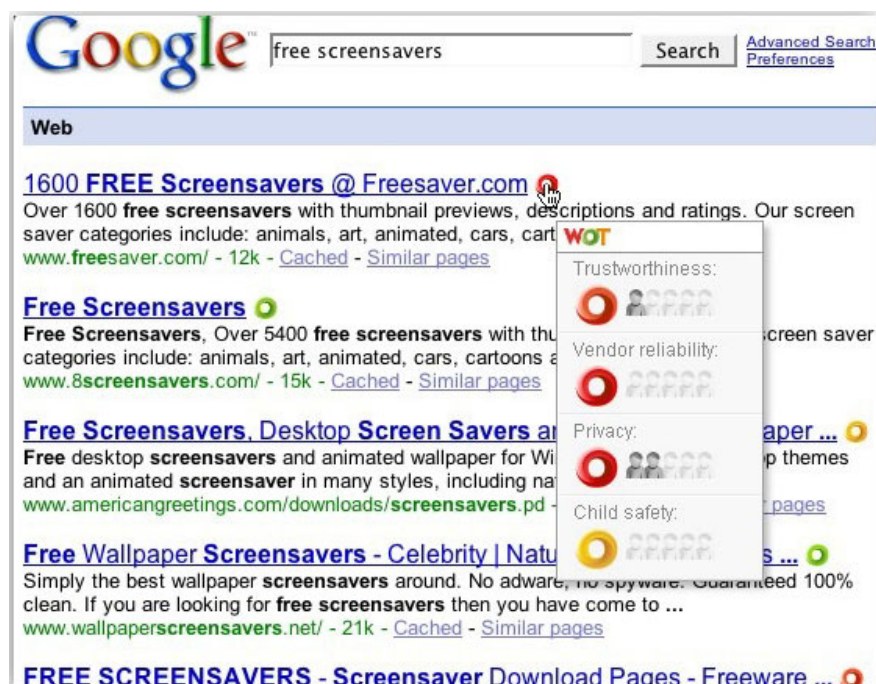 Google™
free screensavers
Search
Advanced Search
Preferences
Web
1600 FREE Screensavers @ Freesaver.com
Over 1600 free screensavers with thumbnail previews, descriptions and ratings. Our screen
saver categories include: animals, art, animated, cars, cart
www.freesaver.com/ - 12k - Cached - Similar pages
Free Screensavers
Free Screensavers, Over 5400 free screensavers with thu screen saver
categories include: animals, art, animated, cars, cartoons a
www.8screensavers.com/ - 15k - Cached - Similar pages
Free Screensavers, Desktop Screen Savers an aper ...
Free desktop screensavers and animated wallpaper for Wi p themes
and an animated screensaver in many styles, including na
www.americangreetings.com/downloads/screensavers.pd - r pages
Free Wallpaper Screensavers - Celebrity | Natu s ...
Simply the best wallpaper screensavers around. No adware, no spyware. Guaranteed 100%
clean. If you are looking for free screensavers then you have come to ...
www.wallpaperscreensavers.net/ - 21k - Cached - Similar pages
FREE SCREENSAVERS - Screensaver Download Pages - Freeware ...
WOT
Trustworthiness:
Vendor reliability:
Privacy:
Child safety: